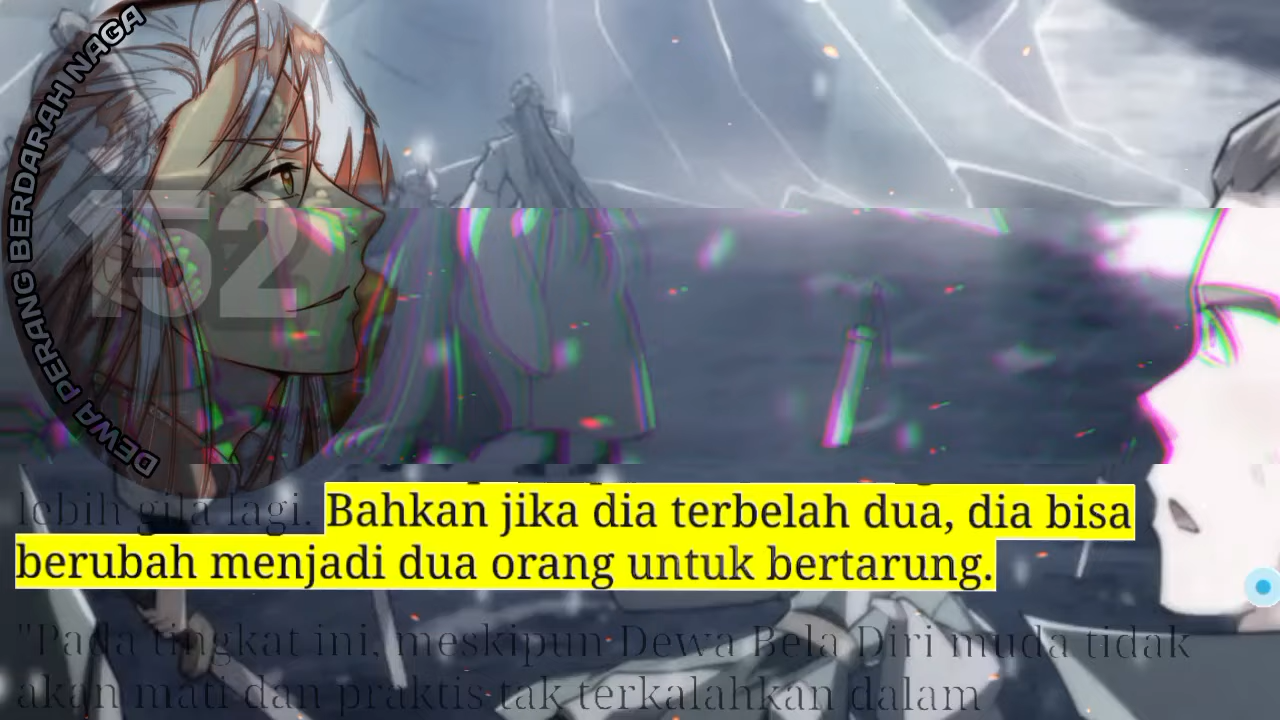 DEWA PERANG BERDARAH NAGA
152
lebih gila lagi. Bahkan jika dia terbelah dua, dia bisa
berubah menjadi dua orang untuk bertarung.
"Pada tingkat ini, meskipun Dewa Bela Diri muda tidak
akan mati dan praktis tak terkalahkan dalam